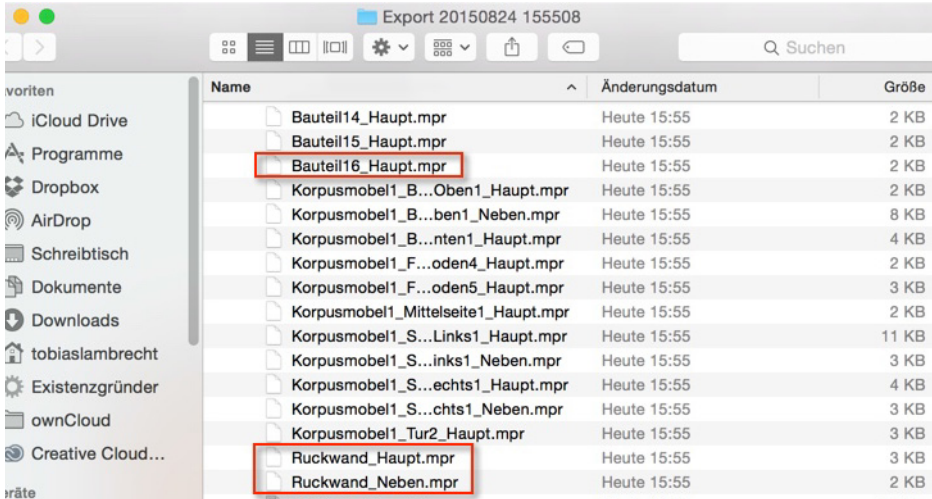 Export 20150824 155508
Suchen
voriten
iCloud Drive
Programme
Dropbox
AirDrop
Schreibtisch
Dokumente
Downloads
tobiaslambrecht
Existenzgründer
ownCloud
Creative Cloud...
eräte
Name Änderungsdatum Größe
Bauteil14_Haupt.mpr Heute 15:55 2 KB
Bauteil15_Haupt.mpr Heute 15:55 2 KB
Bauteil16_Haupt.mpr Heute 15:55 2 KB
Korpusmobel1_B...Oben1_Haupt.mpr Heute 15:55 2 KB
Korpusmobel1_B...ben1_Neben.mpr Heute 15:55 8 KB
Korpusmobel1_B...nten1_Haupt.mpr Heute 15:55 4 KB
Korpusmobel1_F...oden4_Haupt.mpr Heute 15:55 2 KB
Korpusmobel1_F...oden5_Haupt.mpr Heute 15:55 3 KB
Korpusmobel1_Mittelseite1_Haupt.mpr Heute 15:55 2 KB
Korpusmobel1_S...Links1_Haupt.mpr Heute 15:55 11 KB
Korpusmobel1_S...inks1_Neben.mpr Heute 15:55 3 KB
Korpusmobel1_S...echts1_Haupt.mpr Heute 15:55 4 KB
Korpusmobel1_S...chts1_Neben.mpr Heute 15:55 3 KB
Korpusmobel1_Tur2_Haupt.mpr Heute 15:55 3 KB
Ruckwand_Haupt.mpr Heute 15:55 3 KB
Ruckwand_Neben.mpr Heute 15:55 2 KB